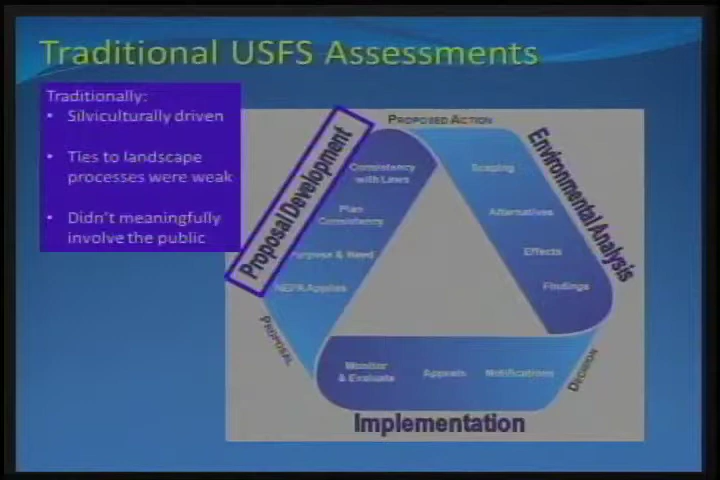 Traditional USFS Assessments
Traditionally:
• Silviculturally driven
• Ties to landscape
processes were weak
• Didn't meaningfully
involve the public
PROPOSED ACTION
Proposal Development
Consistency
with Laws
Plan
Consistency
Purpose & Need
NEPA Applies
PROPOSAL
Scoping
Alternatives
Effects
Findings
Environmental Analysis
DECISION
Monitor
& Evaluate
Appeals
Notifications
Implementation